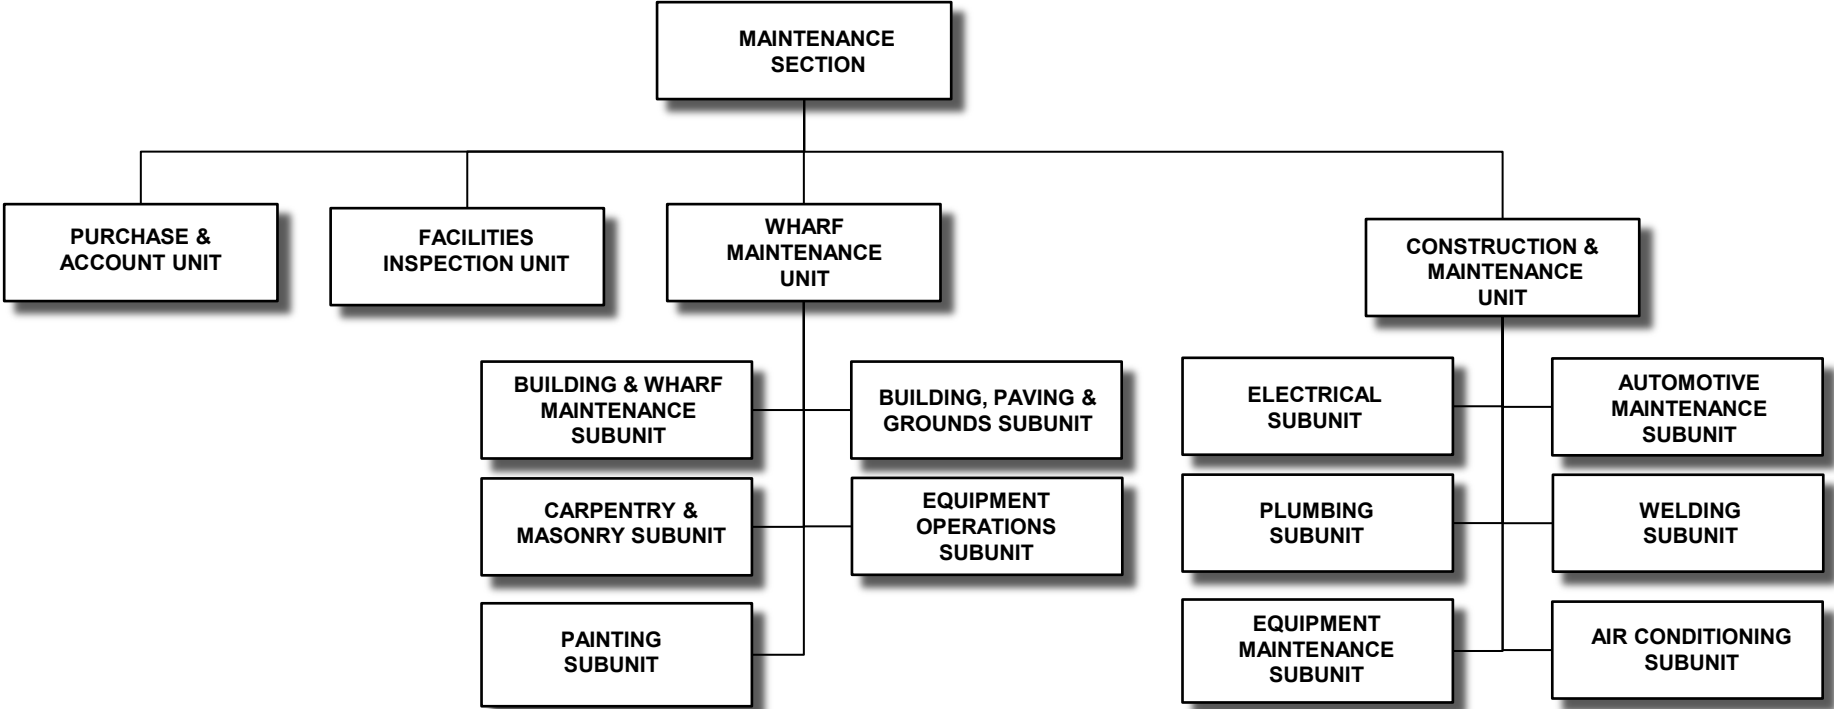 MAINTENANCE
SECTION
PURCHASE &
ACCOUNT UNIT
FACILITIES
INSPECTION UNIT
WHARF
MAINTENANCE
UNIT
CONSTRUCTION &
MAINTENANCE
UNIT
BUILDING & WHARF
MAINTENANCE
SUBUNIT
BUILDING, PAVING &
GROUNDS SUBUNIT
ELECTRICAL
SUBUNIT
AUTOMOTIVE
MAINTENANCE
SUBUNIT
CARPENTRY &
MASONRY SUBUNIT
EQUIPMENT
OPERATIONS
SUBUNIT
PLUMBING
SUBUNIT
WELDING
SUBUNIT
PAINTING
SUBUNIT
EQUIPMENT
MAINTENANCE
SUBUNIT
AIR CONDITIONING
SUBUNIT